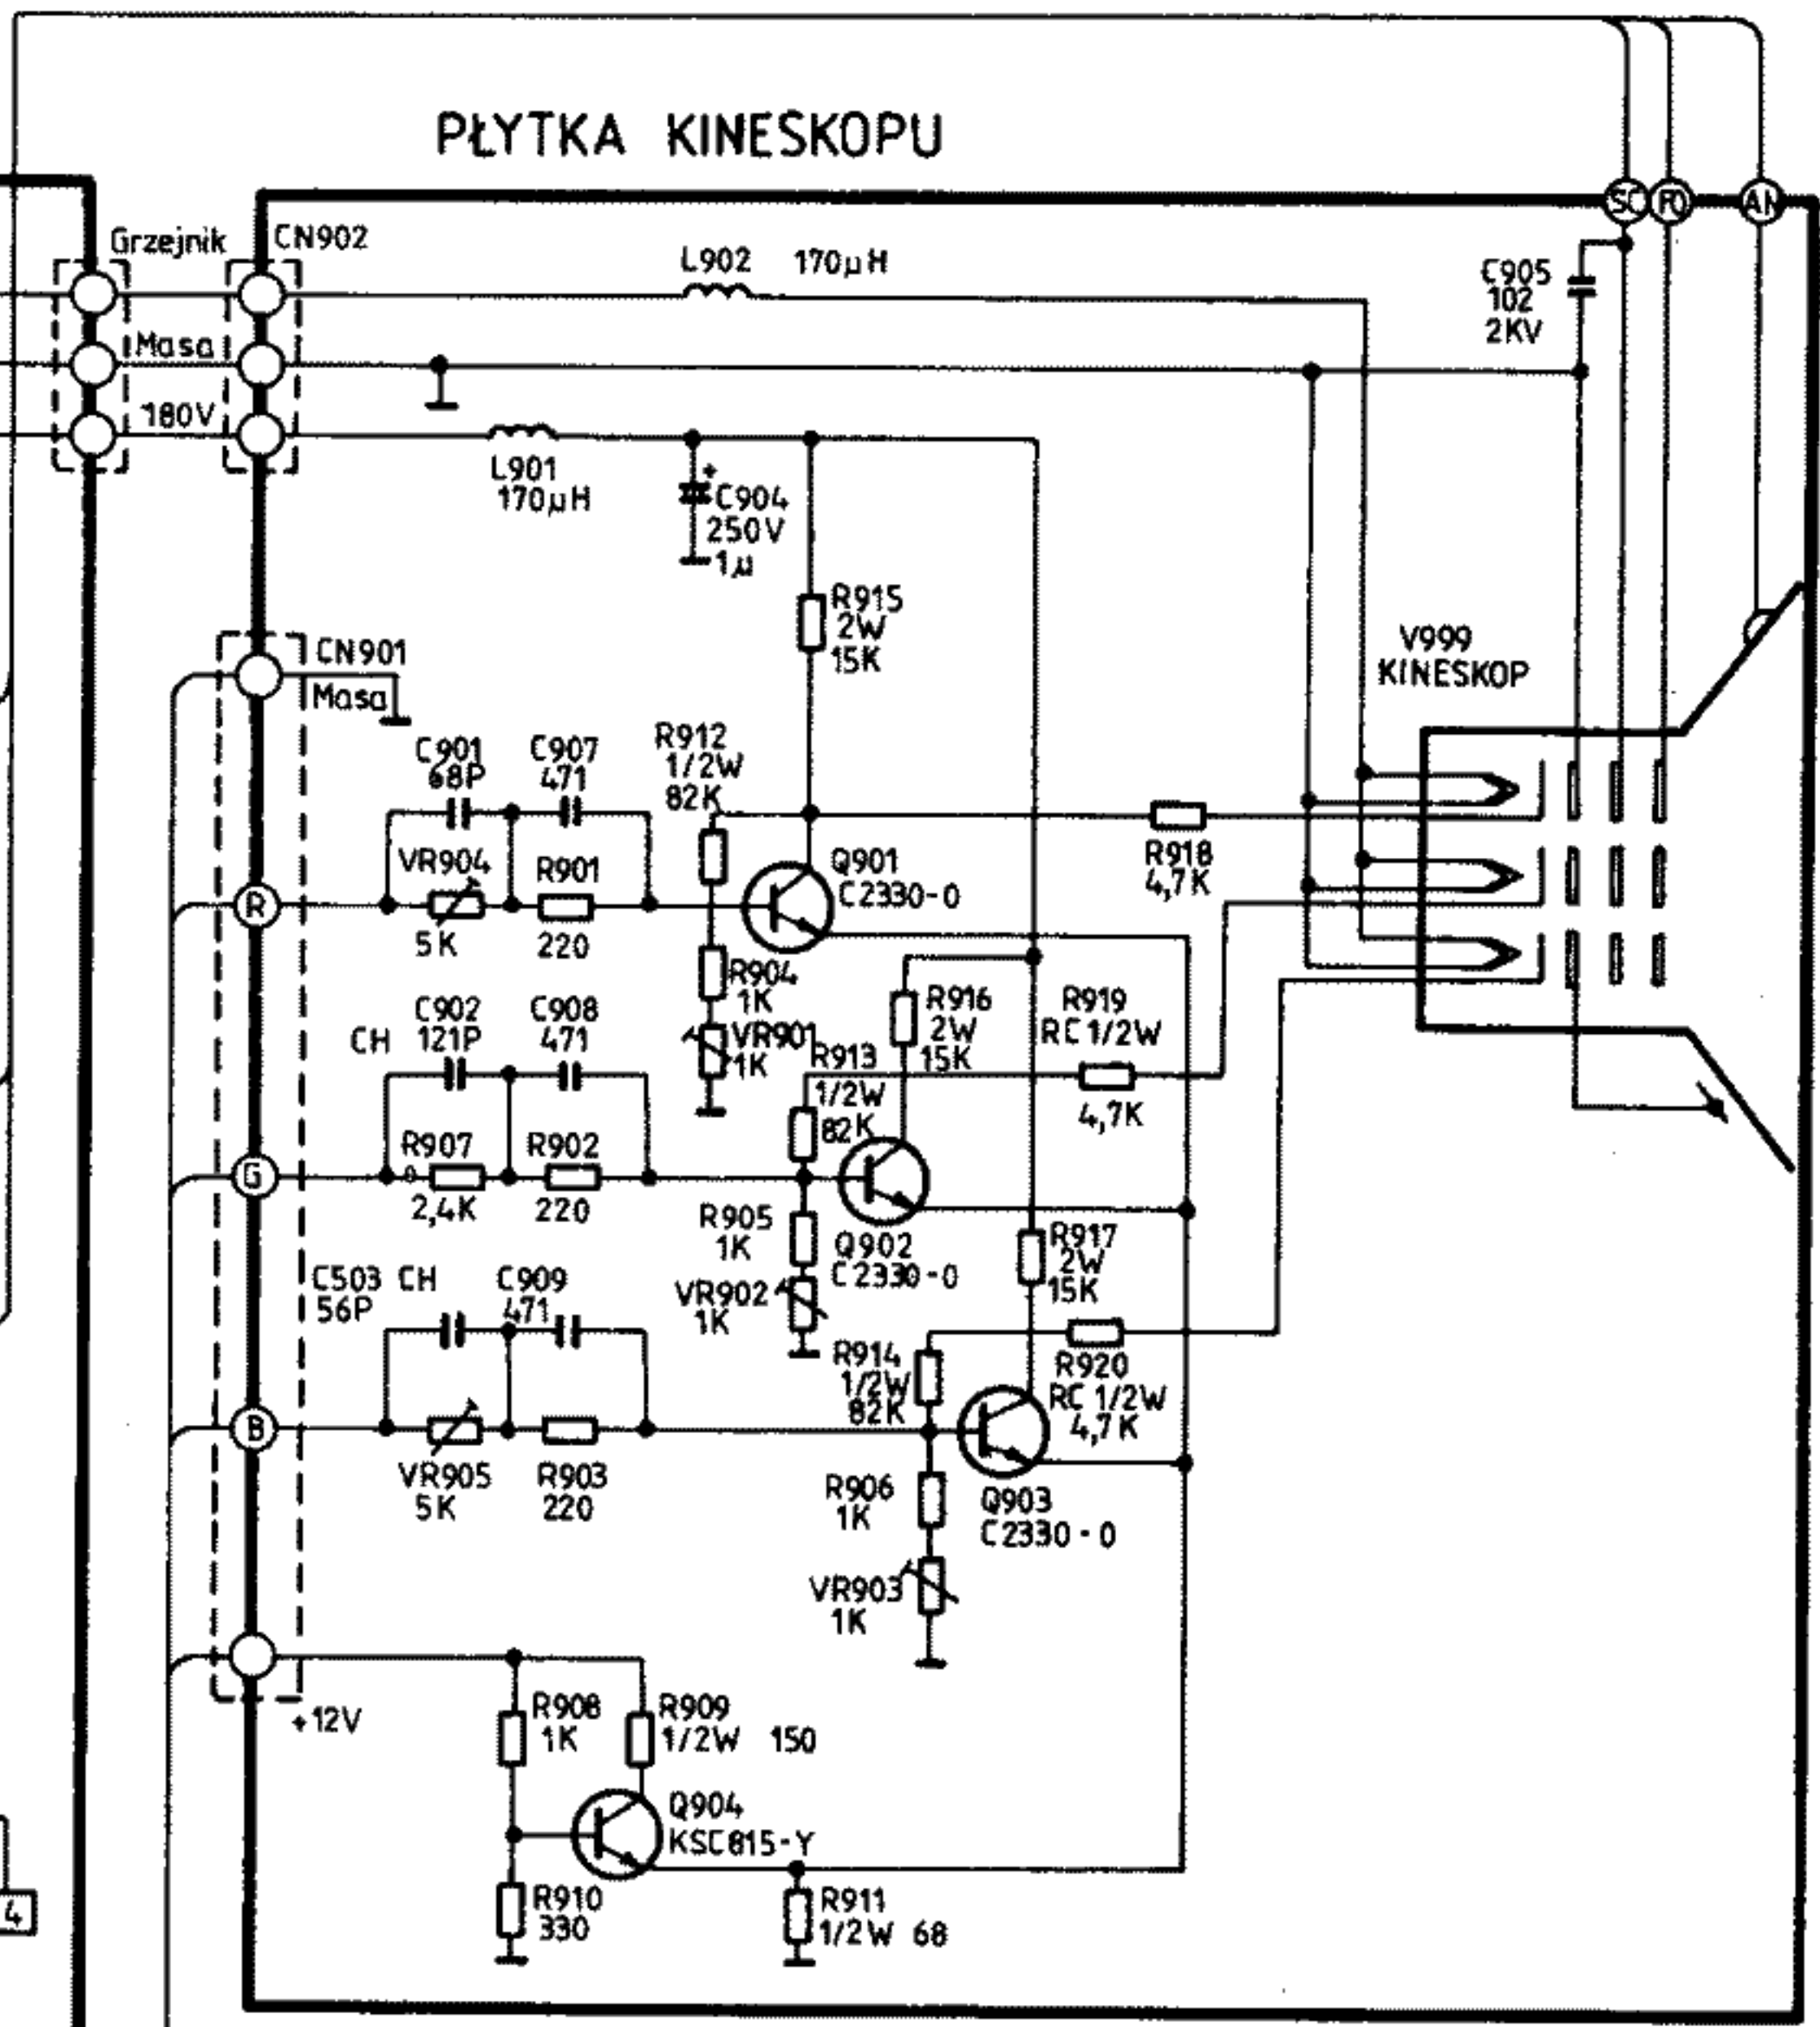 PŁYTKA KINESKOPU
SC
FO
AN
Grzejnik
CN902
L902 170µH
C905
102
2KV
Masa
180V
L901
170µH
+
C904
250V
1µ
R915
2W
15K
V999
KINESKOP
CN901
Masa
C901
68P
C907
471
R912
1/2W
82K
VR904
R901
5K
220
R
Q901
C2330-0
R918
4,7K
R904
1K
VR901
1K
R916
2W
15K
R919
RC 1/2W
4,7K
CH
C902
121P
C908
471
R913
1/2W
82K
R907
R902
G
2,4K
220
R905
1K
Q902
C2330-0
VR902
1K
R917
2W
15K
C503 CH
56P
C909
471
R914
1/2W
82K
R920
RC 1/2W
4,7K
B
VR905
5K
R903
220
R906
1K
Q903
C2330-0
VR903
1K
+12V
R908
1K
R909
1/2W 150
Q904
KSC815-Y
R910
330
R911
1/2W 68
4